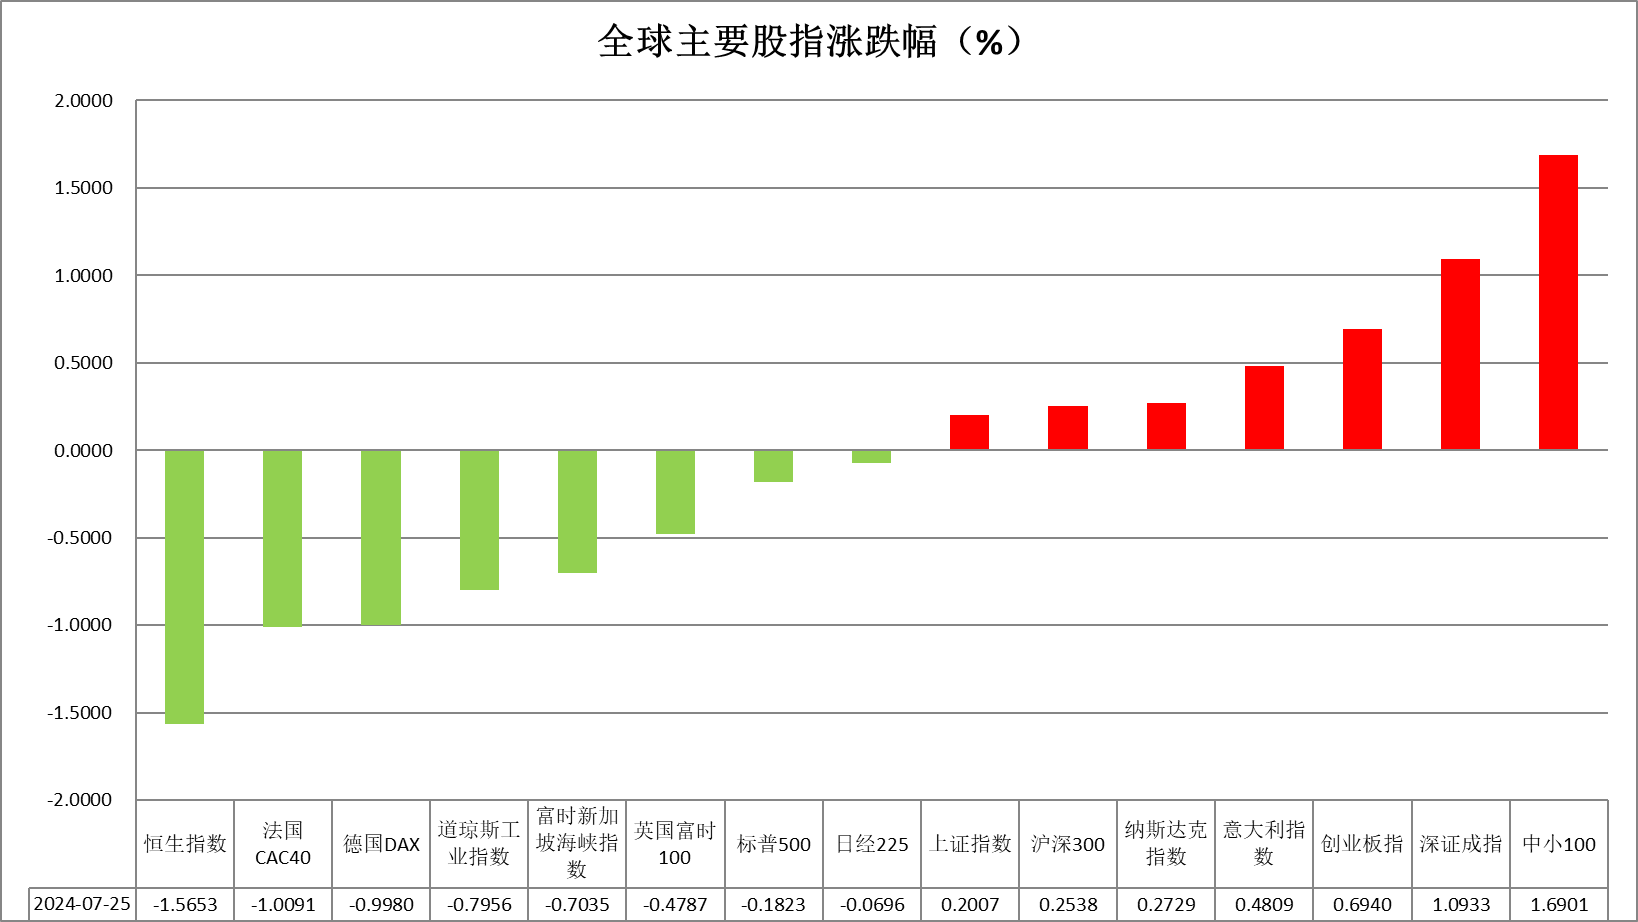 全球主要股指涨跌幅（%）
2.0000
1.5000
1.0000
0.5000
0.0000
-0.5000
-1.0000
-1.5000
-2.0000
恒生指数
法国
CAC40
德国DAX
道琼斯工
业指数
富时新加
坡海峡指
数
英国富时
100
标普500
日经225
上证指数
沪深300
纳斯达克
指数
意大利指
数
创业板指
深证成指
中小100
2024-07-25 -1.5653 -1.0091 -0.9980 -0.7956 -0.7035 -0.4787 -0.1823 -0.0696 0.2007 0.2538 0.2729 0.4809 0.6940 1.0933 1.6901